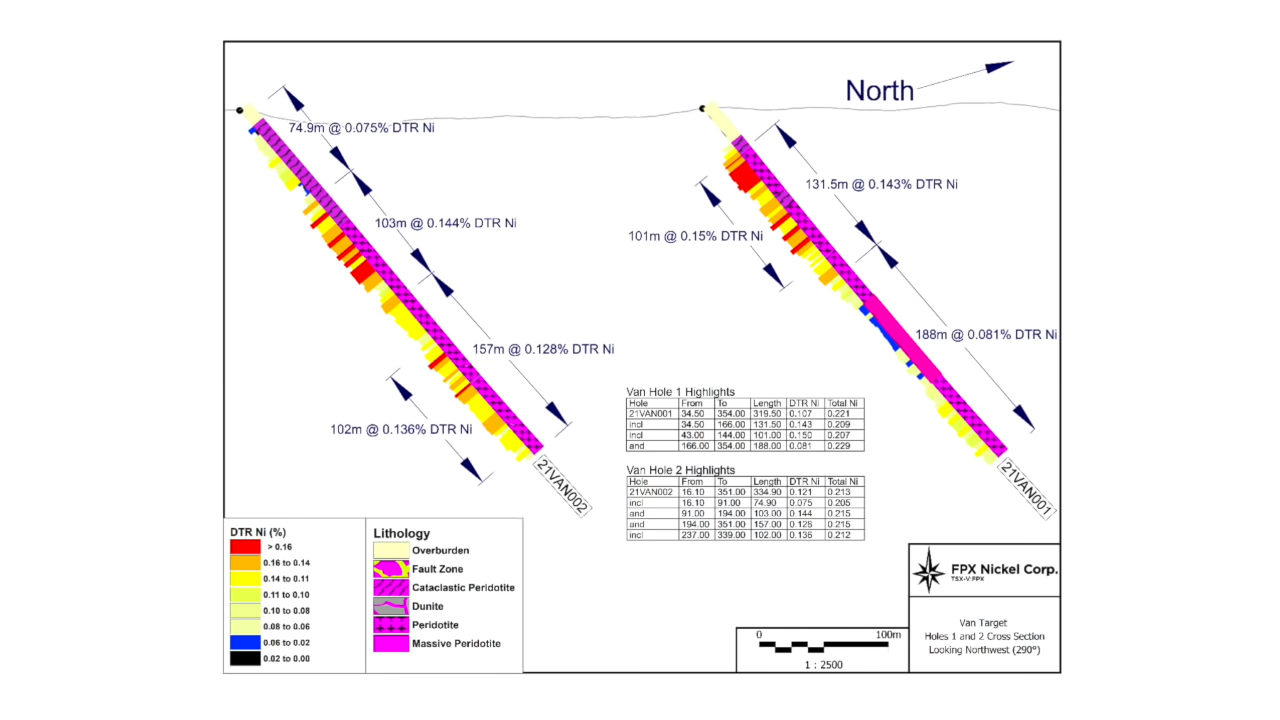 North
74.9m @ 0.075% DTR Ni
103m @ 0.144% DTR Ni
157m @ 0.128% DTR Ni
102m @ 0.136% DTR Ni
21VAN002
131.5m @ 0.143% DTR Ni
101m @ 0.15% DTR Ni
188m @ 0.081% DTR Ni
21VAN001
Van Hole 1 Highlights
Hole From To Length DTR Ni Total Ni
21VAN001 34.50 354.00 319.50 0.107 0.221
incl 34.50 166.00 131.50 0.143 0.209
incl 43.00 144.00 101.00 0.150 0.207
and 166.00 354.00 188.00 0.081 0.229
Van Hole 2 Highlights
Hole From To Length DTR Ni Total Ni
21VAN002 16.10 351.00 334.90 0.121 0.213
incl 16.10 91.00 74.90 0.075 0.205
and 91.00 194.00 103.00 0.144 0.215
and 194.00 351.00 157.00 0.128 0.215
incl 237.00 339.00 102.00 0.136 0.212
DTR Ni (%)
> 0.16
0.16 to 0.14
0.14 to 0.11
0.11 to 0.10
0.10 to 0.08
0.08 to 0.06
0.06 to 0.02
0.02 to 0.00
Lithology
Overburden
Fault Zone
Cataclastic Peridotite
Dunite
Peridotite
Massive Peridotite
0 100m
1 : 2500
FPX Nickel Corp.
TSX-V:FPX
Van Target
Holes 1 and 2 Cross Section
Looking Northwest (290°)